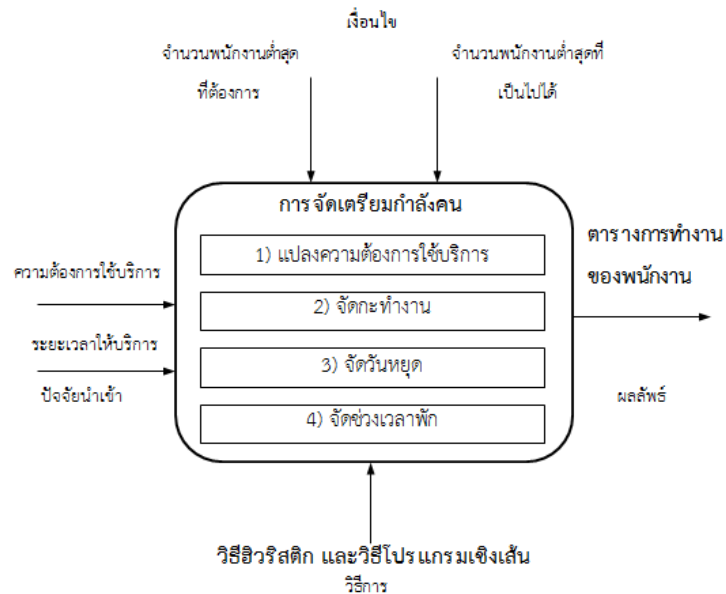 เงื่อนไข
จำนวนพนักงานต่ำสุด
ที่ต้องการ
จำนวนพนักงานต่ำสุดที่
เป็นไปได้
การจัดเตรียมกำลังคน
1) แปลงความต้องการใช้บริการ
2) จัดกะทำงาน
3) จัดวันหยุด
4) จัดช่วงเวลาพัก
ความต้องการใช้บริการ
ระยะเวลาให้บริการ
ปัจจัยนำเข้า
ตารางการทำงาน
ของพนักงาน
ผลลัพธ์
วิธีฮิวริสติก และวิธีโปรแกรมเชิงเส้น
วิธีการ